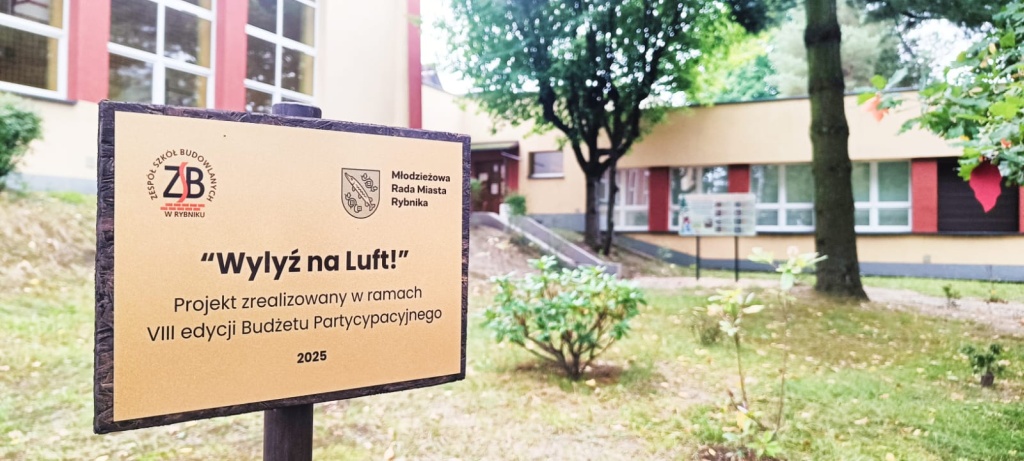 ZESPÓŁ SZKÓŁ BUDOWLANYCH
ZSB
W RYBNIKU
Młodzieżowa
Rada Miasta
Rybnika
“Wylyź na Luft!”
Projekt zrealizowany w ramach
VIII edycji Budżetu Partycypacyjnego
2025